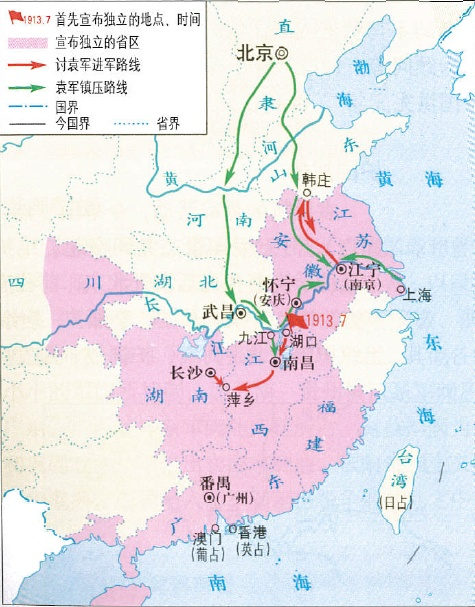 1913.7 首先宣布独立的地点、时间
宣布独立的省区
讨袁军进军路线
袁军镇压路线
国界
今国界 省界
直
隶
北京
渤
海
河
山
东
黄
黄海
韩庄
河南
江
苏
安
徽
江宁
(南京)
上海
四川
湖北
长
江
怀宁
(安庆)
武昌
1913.7
九江
湖口
南昌
江
西
长沙
萍乡
湖南
福
建
东
海
台
湾
(日占)
番禺
(广州)
广
东
澳门
(葡占)
香港
(英占)
南海